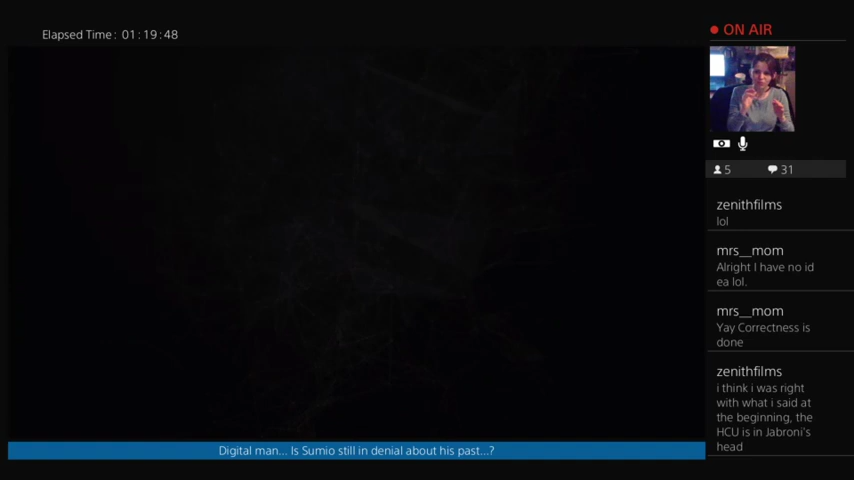 Elapsed Time: 01:19:48
ON AIR
5
31
zenithfilms
lol
mrs__mom
Alright I have no id
ea lol.
mrs__mom
Yay Correctness is
done
zenithfilms
i think i was right
with what i said at
the beginning, the
HCU is in Jabroni's
head
Digital man... Is Sumio still in denial about his past...?